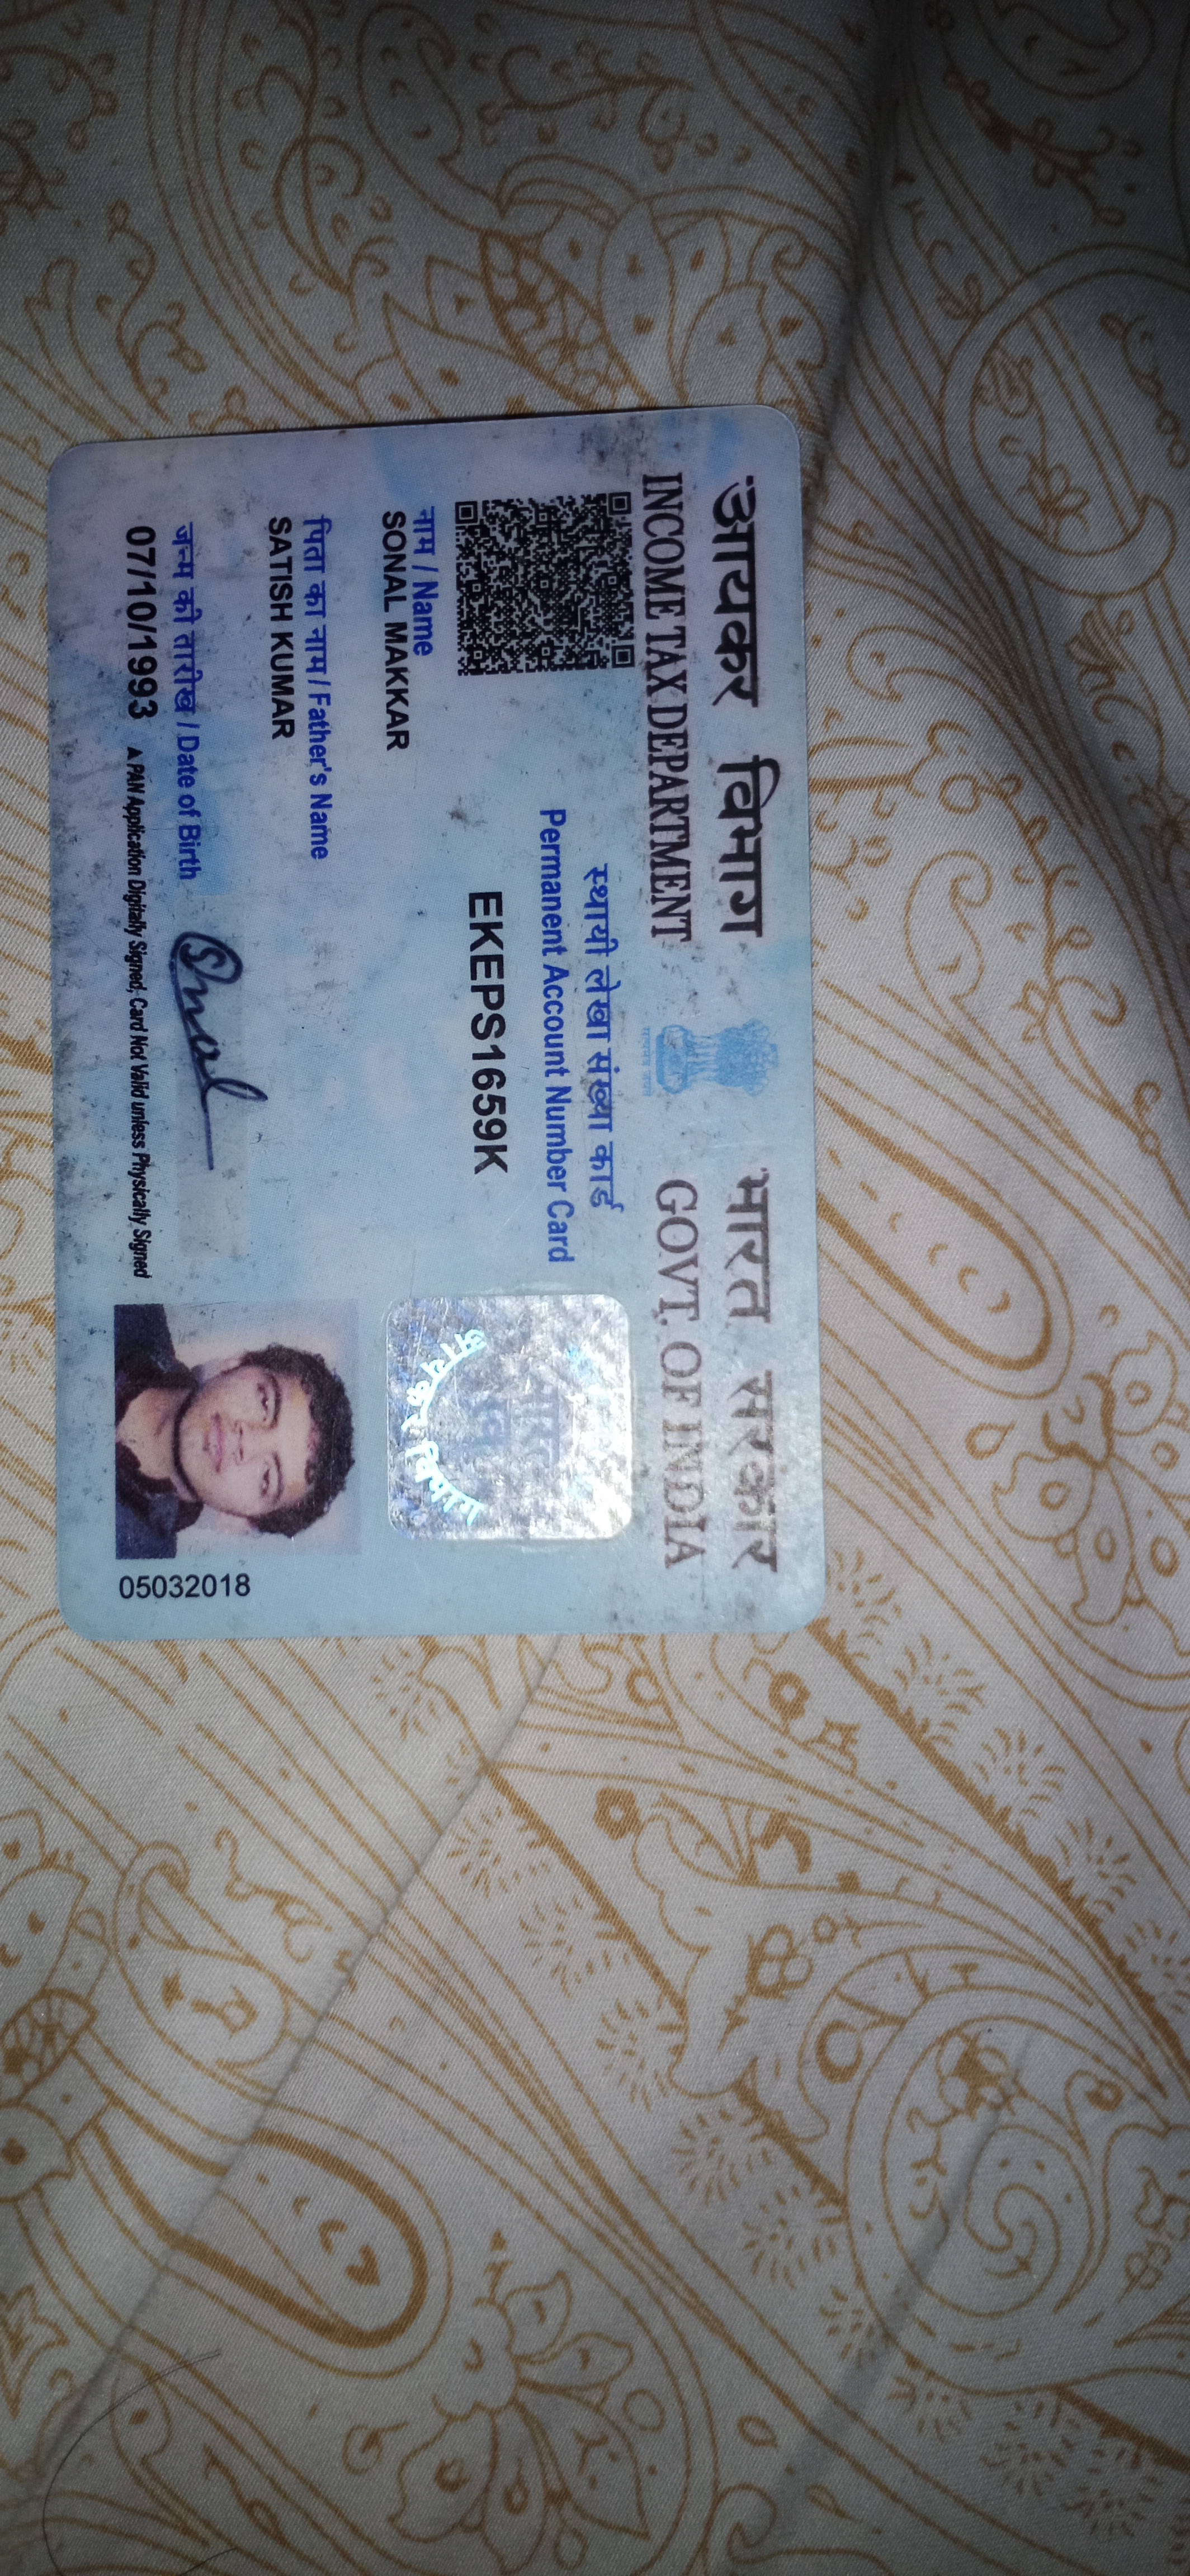 आयकर विभाग
INCOME TAX DEPARTMENT
भारत सरकार
GOVT. OF INDIA
स्थायी लेखा संख्या कार्ड
Permanent Account Number Card
EKEPS1659K
नाम / Name
SONAL MAKKAR
पिता का नाम / Father's Name
SATISH KUMAR
जन्म की तारीख / Date of Birth
07/10/1993
A PAN Application Digitally Signed, Card Not Valid unless Physically Signed
05032018